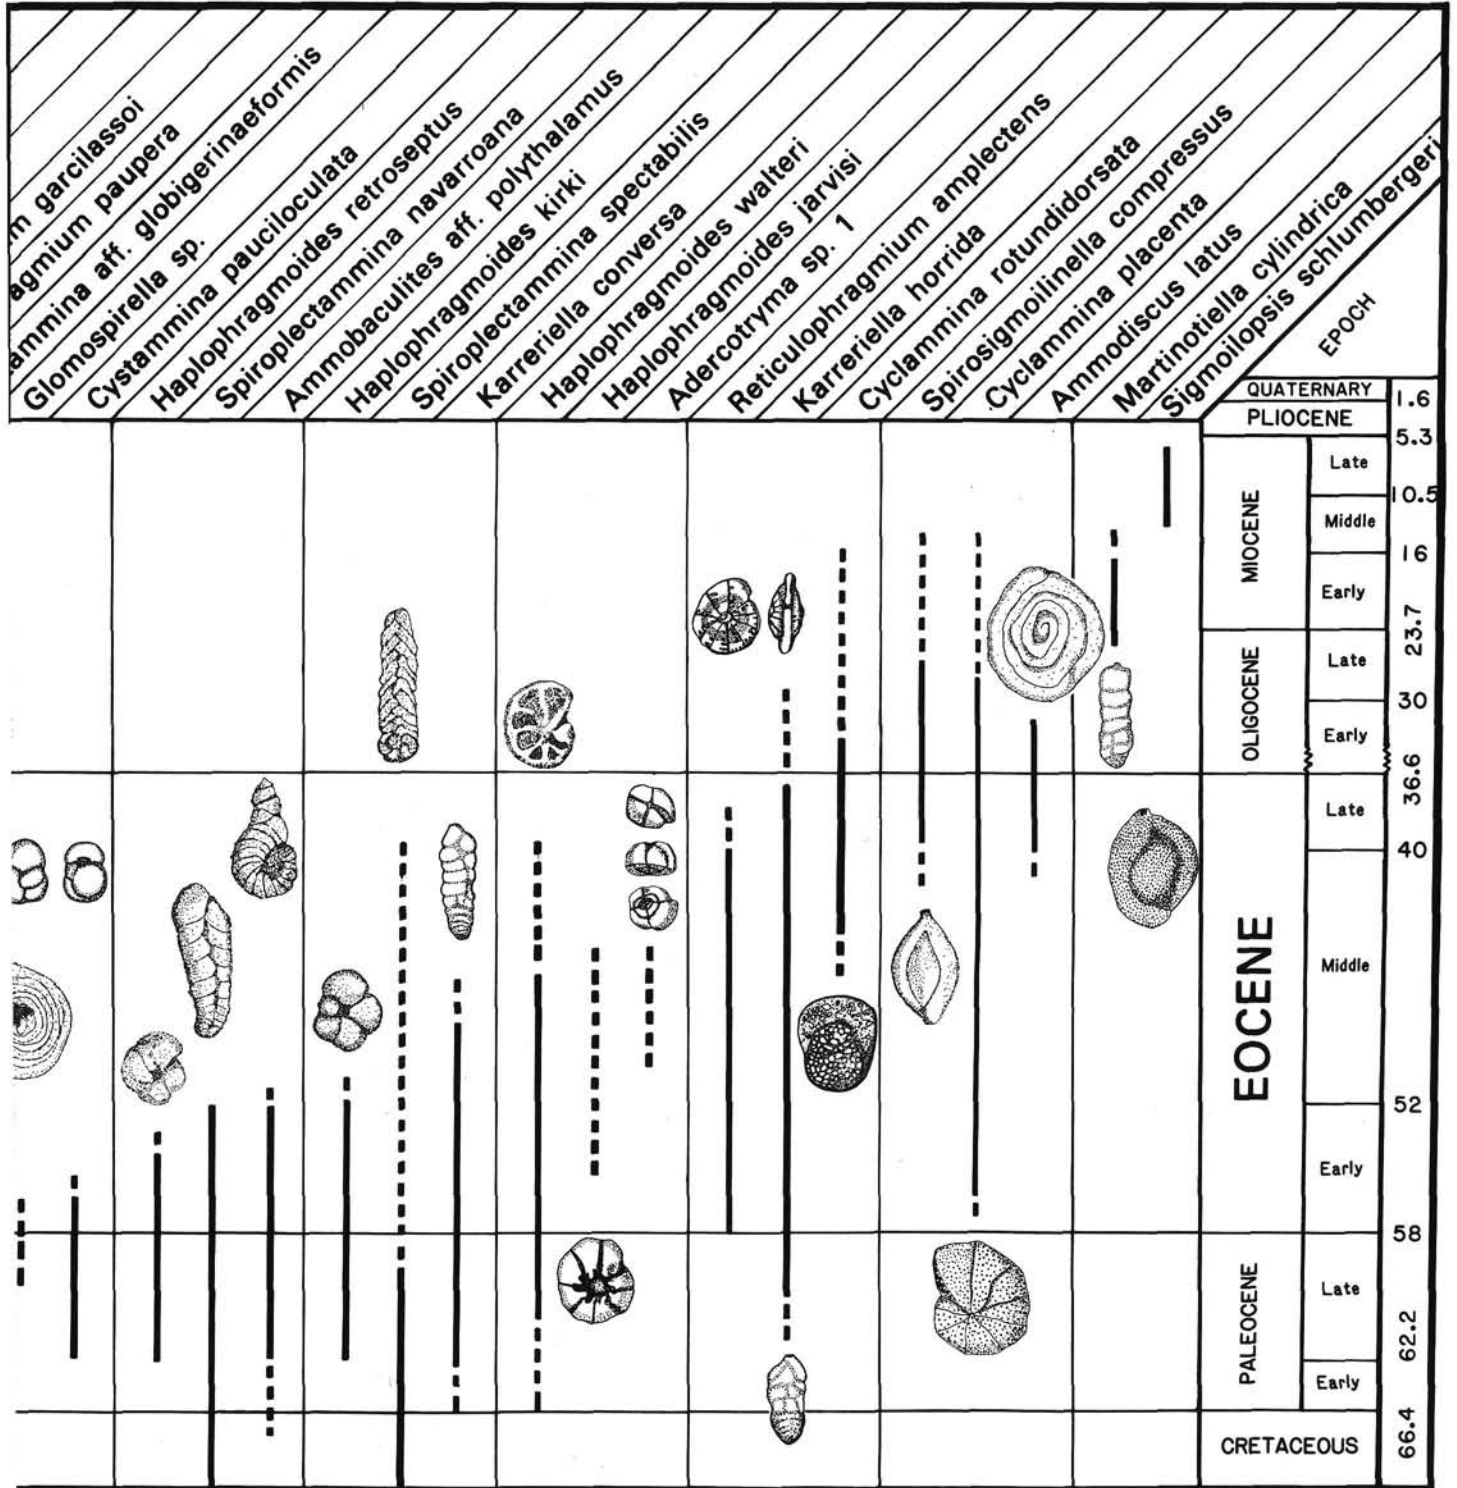 m garcilassoi
agmium paupera
ammina aff. globigerinaeformis
Glomospirella sp.
Cystammina pauciloculata
Haplophragmoides retroseptus
Spiroplectammina navarroana
Ammobaculites aff. polythalamus
Haplophragmoides kirki
Spiroplectammina spectabilis
Karreriella conversa
Haplophragmoides walteri
Haplophragmoides jarvisi
Adercotryma sp. 1
Reticulophragmium amplectens
Karreriella horrida
Cyclammina rotundidorsata
Spirosigmoilinella compressus
Cyclammina placenta
Ammodiscus latus
Martinotiella cylindrica
Sigmoilopsis schlumbergeri
EPOCH
QUATERNARY
1.6
PLIOCENE
5.3
MIOCENE
Late
10.5
Middle
16
Early
23.7
OLIGOCENE
Late
30
Early
36.6
EOCENE
Late
40
Middle
52
Early
58
PALEOCENE
Late
62.2
Early
66.4
CRETACEOUS